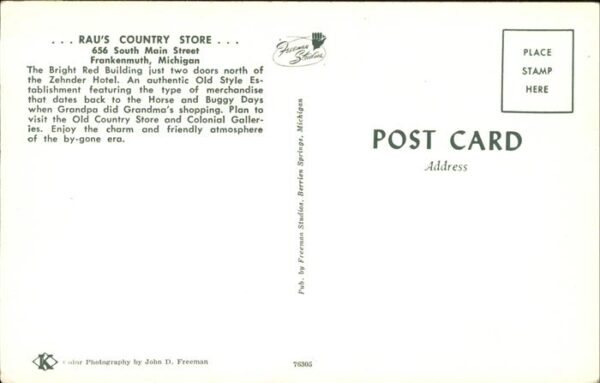 . . . RAU'S COUNTRY STORE . . .
656 South Main Street
Frankenmuth, Michigan
The Bright Red Building just two doors north of
the Zehnder Hotel. An authentic Old Style Es-
tablishment featuring the type of merchandise
that dates back to the Horse and Buggy Days
when Grandpa did Grandma's shopping. Plan to
visit the Old Country Store and Colonial Galler-
ies. Enjoy the charm and friendly atmosphere
of the by-gone era.
Freeman
Studios
Pub. by Freeman Studios, Berrien Springs, Michigan
PLACE
STAMP
HERE
POST CARD
Address
K
Color Photography by John D. Freeman
76305